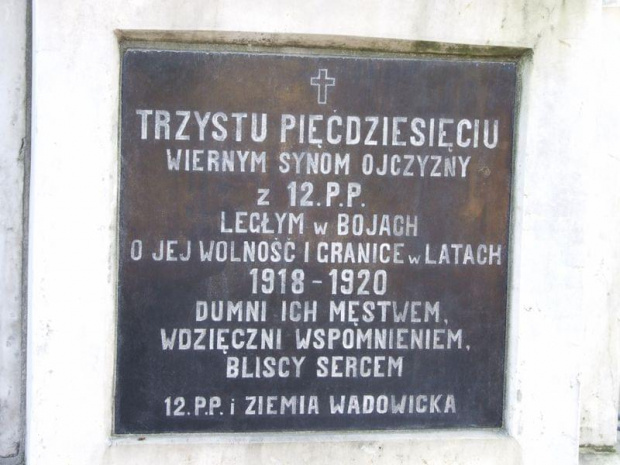 TRZYSTU PIĘĆDZIESIĘCIU
WIERNYM SYNOM OJCZYZNY
z 12.P.P.
LEGŁYM w BOJACH
O JEJ WOLNOŚĆ I GRANICE w LATACH
1918 - 1920
DUMNI ICH MĘSTWEM,
WDZIĘCZNI WSPOMNIENIEM,
BLISCY SERCEM
12.P.P. i ZIEMIA WADOWICKA